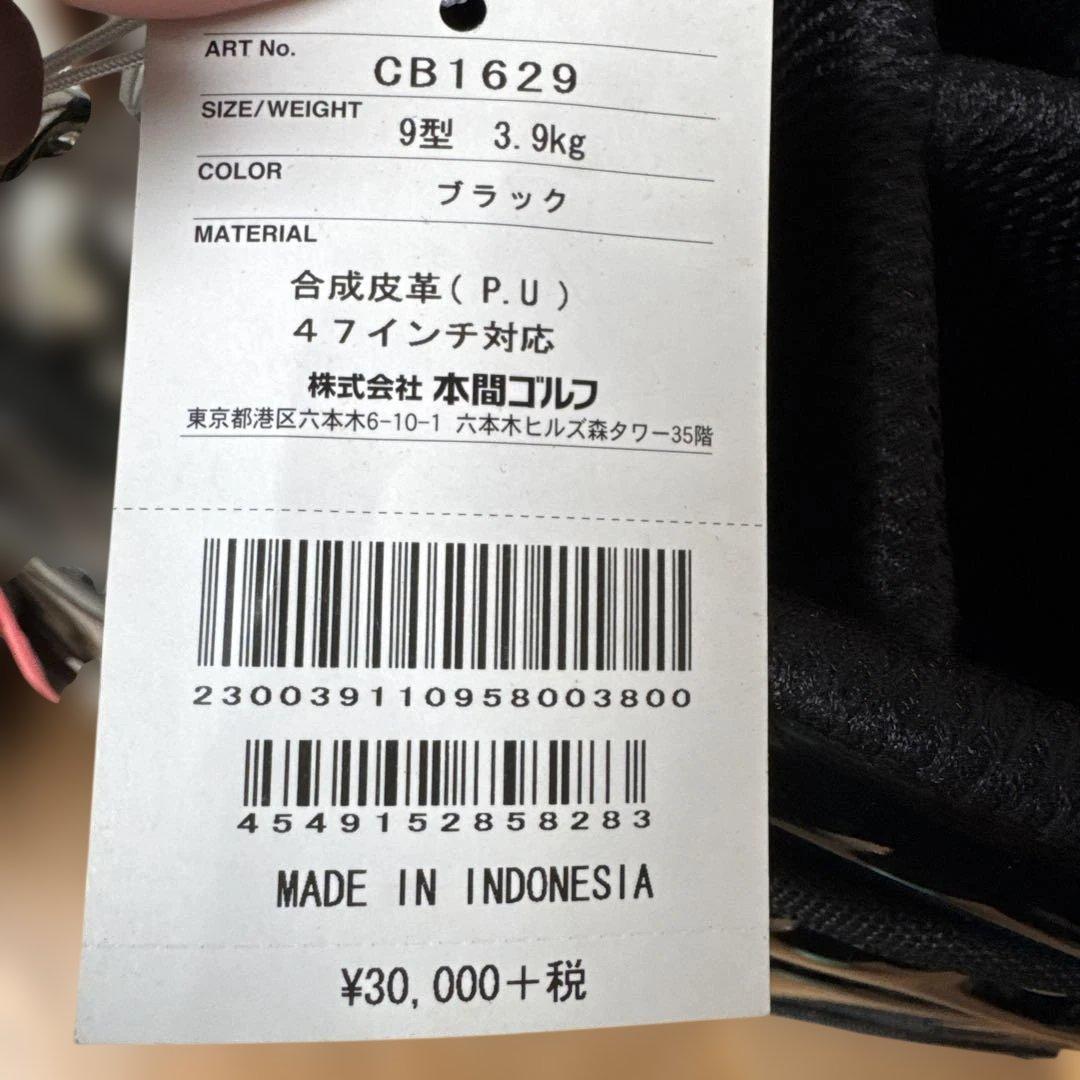 ART No.
CB1629
SIZE/WEIGHT
9型 3.9kg
COLOR
ブラック
MATERIAL
合成皮革( P.U )
47インチ対応
株式会社 本間ゴルフ
東京都港区六本木6-10-1 六本木ヒルズ森タワー35階
230039110958003800
4549152858283
MADE IN INDONESIA
¥30,000+税